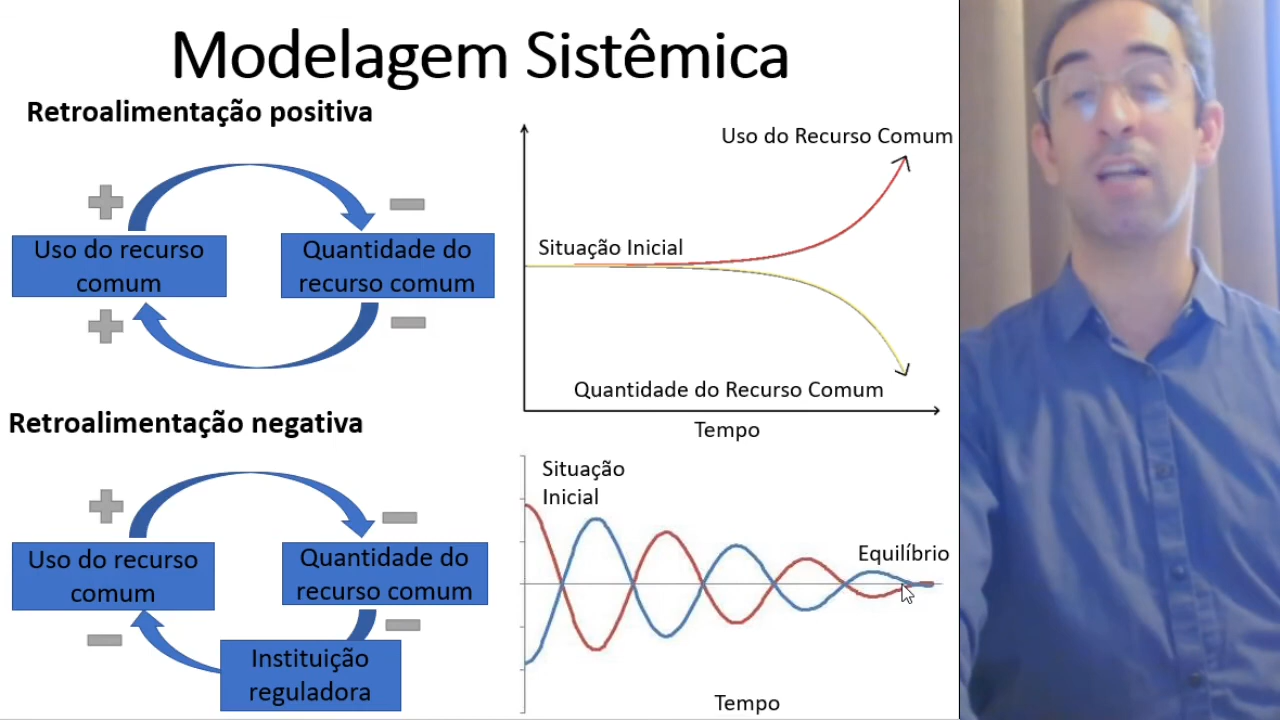 Modelagem Sistêmica
Retroalimentação positiva
Uso do recurso
comum
Quantidade do
recurso comum
Uso do Recurso Comum
Situação Inicial
Quantidade do Recurso Comum
Tempo
Retroalimentação negativa
Uso do recurso
comum
Quantidade do
recurso comum
Instituição
reguladora
Situação
Inicial
Equilíbrio
Tempo